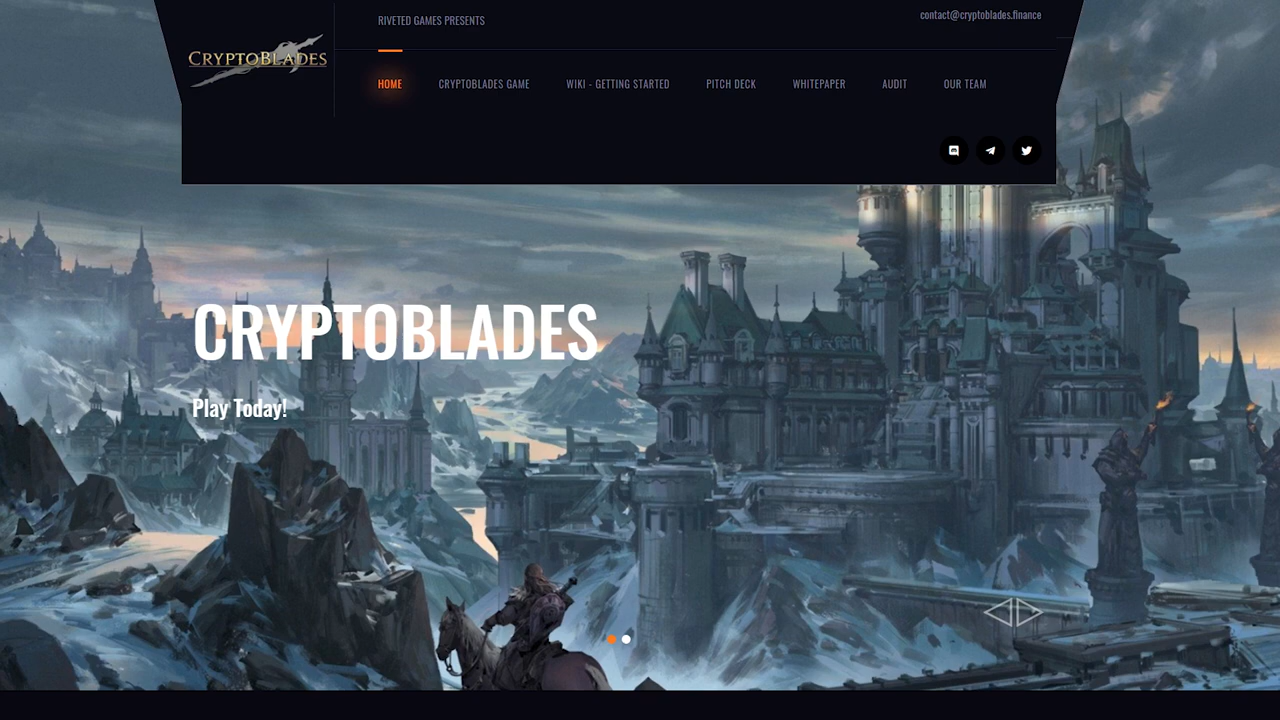 RIVETED GAMES PRESENTS
contact@cryptoblades.finance
CRYPTOBLADES
HOME
CRYPTOBLADES GAME
WIKI - GETTING STARTED
PITCH DECK
WHITEPAPER
AUDIT
OUR TEAM
CRYPTOBLADES
Play Today!